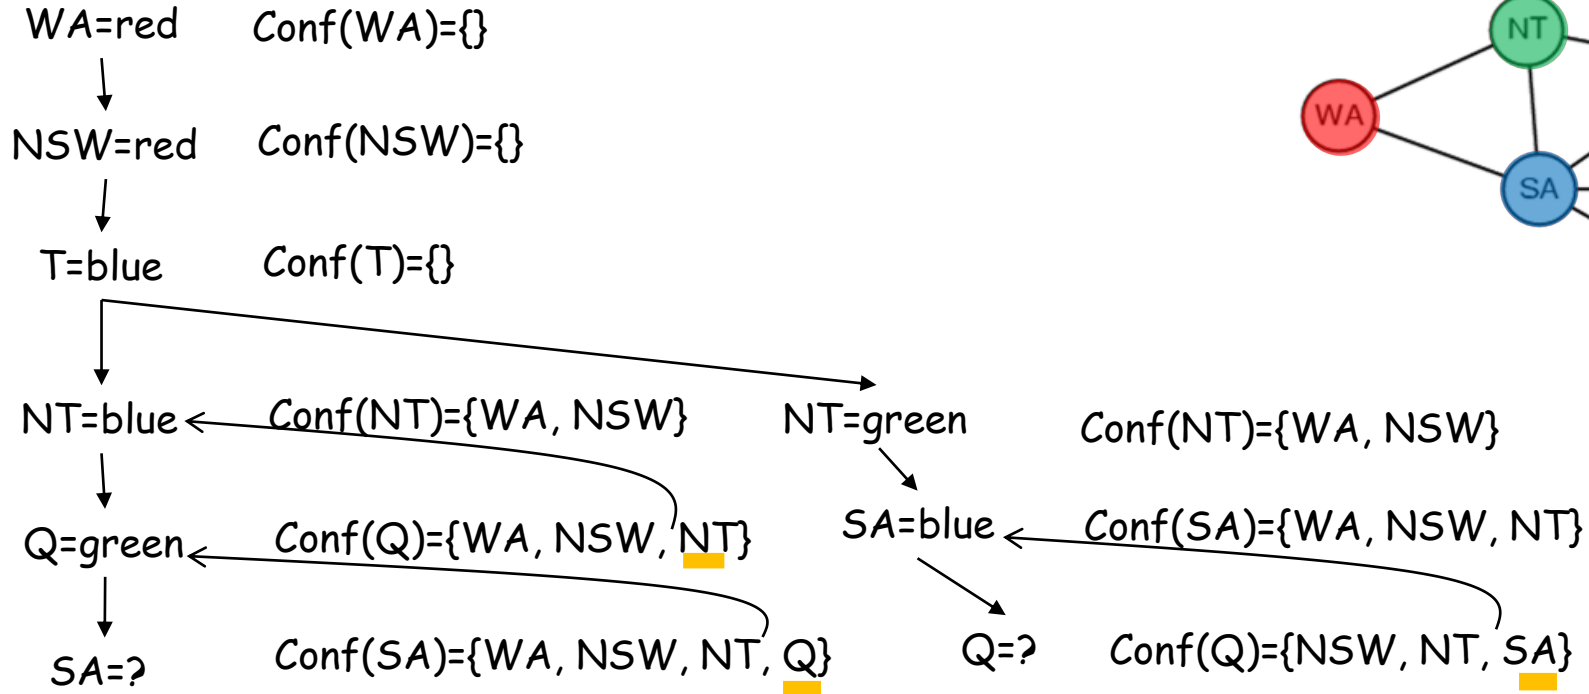 WA=red Conf(WA)={}
NSW=red Conf(NSW)={}
T=blue Conf(T)={}
NT=blue Conf(NT)={WA, NSW}
Q=green Conf(Q)={WA, NSW, NT}
SA=? Conf(SA)={WA, NSW, NT, Q}
NT=green Conf(NT)={WA, NSW}
SA=blue Conf(SA)={WA, NSW, NT}
Q=? Conf(Q)={NSW, NT, SA}
NT
WA
SA